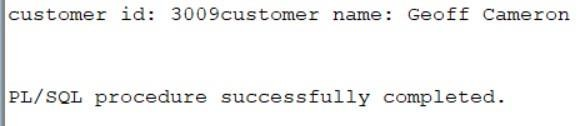 customer id: 3009customer name: Geoff Cameron
PL/SQL procedure successfully completed.